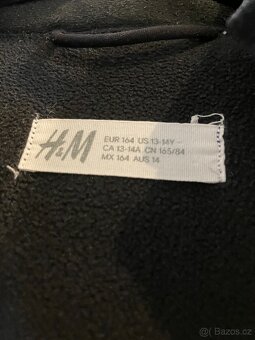 H&M
EUR 164 US 13-14Y
CA 13-14A CN 165/84
MX 164 AUS 14
Bazos.cz